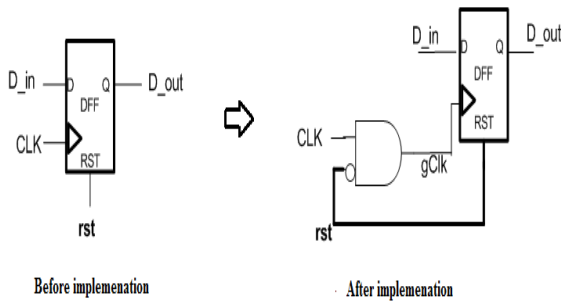 D_in
D
Q
D_out
DFF
CLK
RST
rst
Before implemenation
D_in
D
Q
D_out
DFF
RST
CLK
gClk
rst
After implemenation